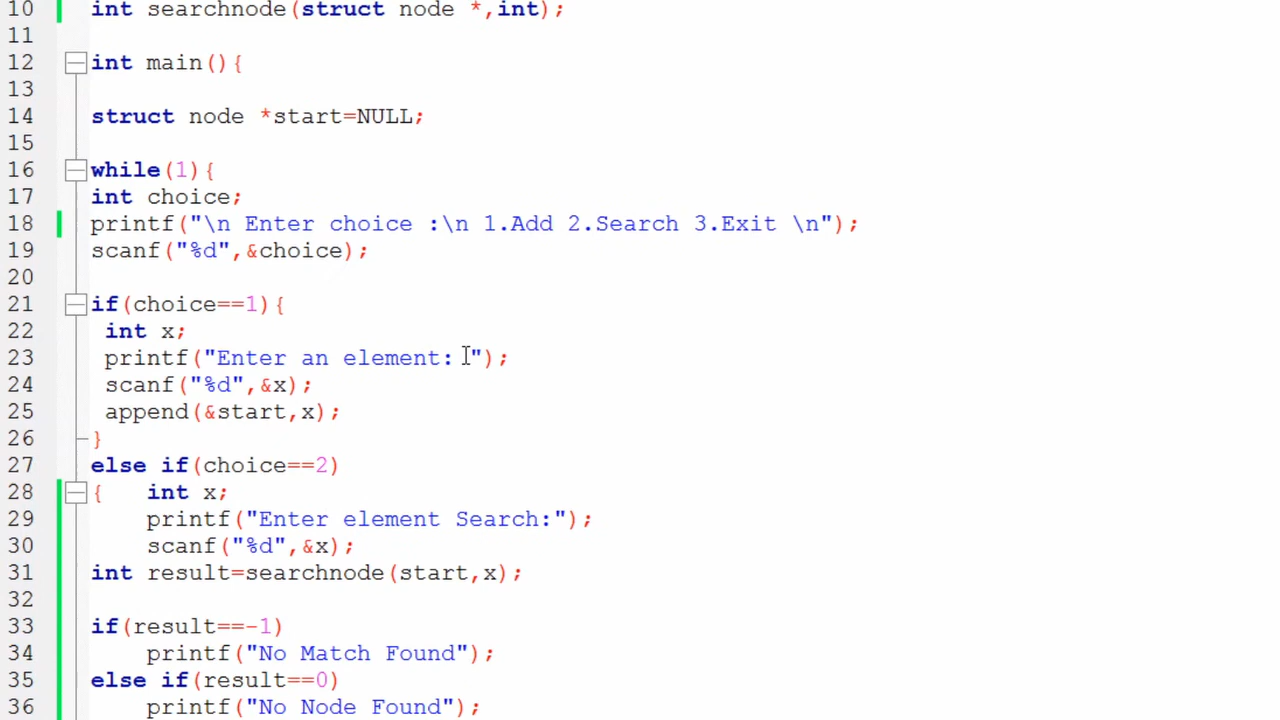 10 int searchnode(struct node *,int);
11
12 int main(){
13
14 struct node *start=NULL;
15
16 while(1){
17 int choice;
18 printf("\n Enter choice :\n 1.Add 2.Search 3.Exit \n");
19 scanf("%d",&choice);
20
21 if(choice==1){
22 int x;
23 printf("Enter an element: ");
24 scanf("%d",&x);
25 append(&start,x);
26 }
27 else if(choice==2)
28 { int x;
29 printf("Enter element Search:");
30 scanf("%d",&x);
31 int result=searchnode(start,x);
32
33 if(result==-1)
34 printf("No Match Found");
35 else if(result==0)
36 printf("No Node Found");